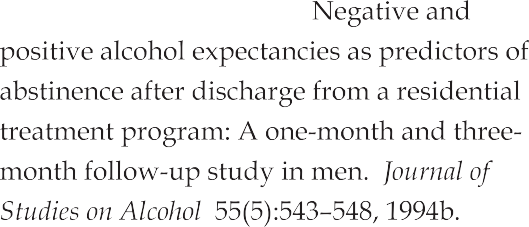 Negative and
positive alcohol expectancies as predictors of
abstinence after discharge from a residential
treatment program: A one-month and three-
month follow-up study in men. Journal of
Studies on Alcohol 55(5):543–548, 1994b.